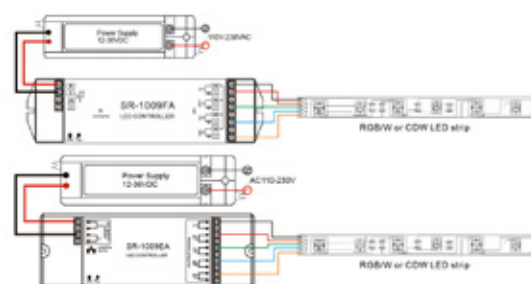 Power Supply
12-36VDC
110V-230VAC
SR-1009FA
LED CONTROLLER
RGB/W or CDW LED strip
Power Supply
12-36VDC
AC110-230V
SR-1009EA
LED CONTROLLER
RGB/W or CDW LED strip